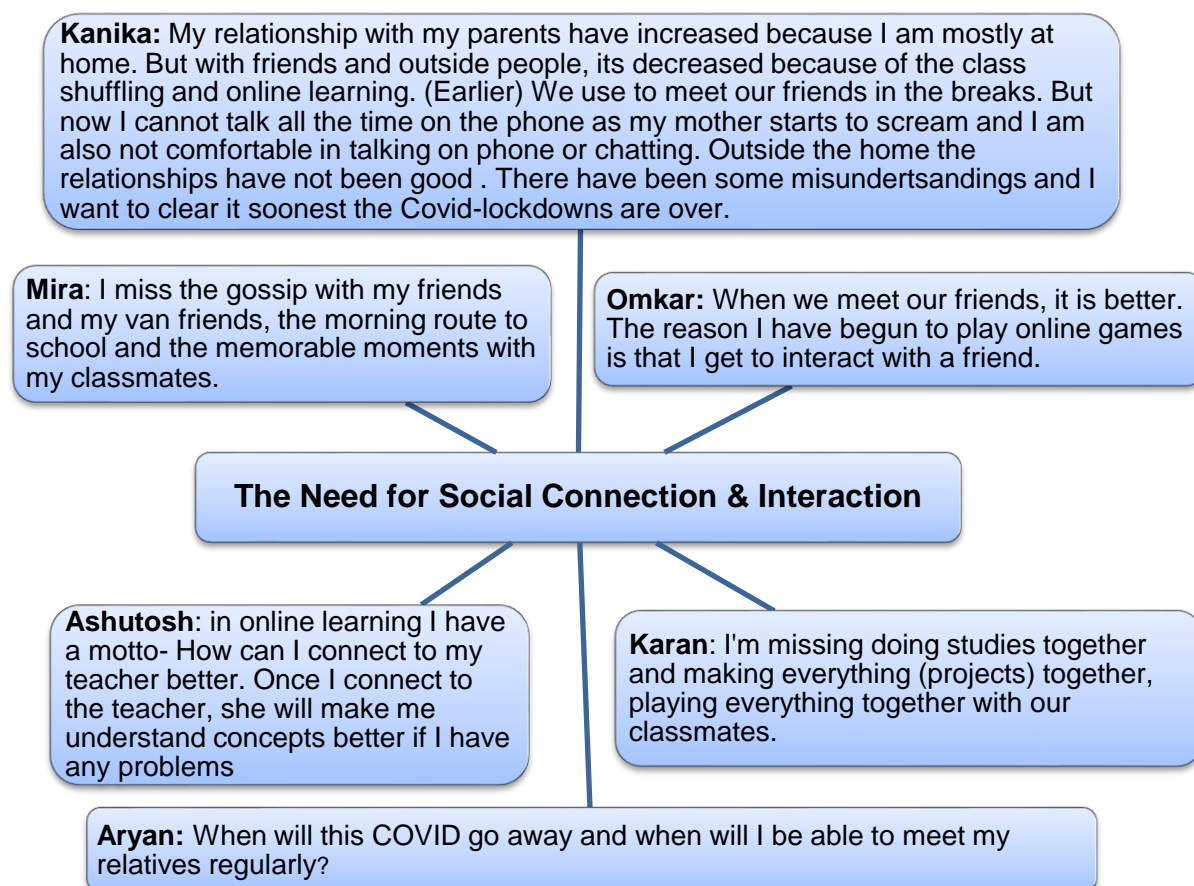 Kanika: My relationship with my parents have increased because I am mostly at
home. But with friends and outside people, its decreased because of the class
shuffling and online learning. (Earlier) We use to meet our friends in the breaks. But
now I cannot talk all the time on the phone as my mother starts to scream and I am
also not comfortable in talking on phone or chatting. Outside the home the
relationships have not been good . There have been some misundertsandings and I
want to clear it soonest the Covid-lockdowns are over.
Mira: I miss the gossip with my friends
and my van friends, the morning route to
school and the memorable moments with
my classmates.
Omkar: When we meet our friends, it is better.
The reason I have begun to play online games
is that I get to interact with a friend.
The Need for Social Connection & Interaction
Ashutosh: in online learning I have
a motto- How can I connect to my
teacher better. Once I connect to
the teacher, she will make me
understand concepts better if I have
any problems
Karan: I'm missing doing studies together
and making everything (projects) together,
playing everything together with our
classmates.
Aryan: When will this COVID go away and when will I be able to meet my
relatives regularly?